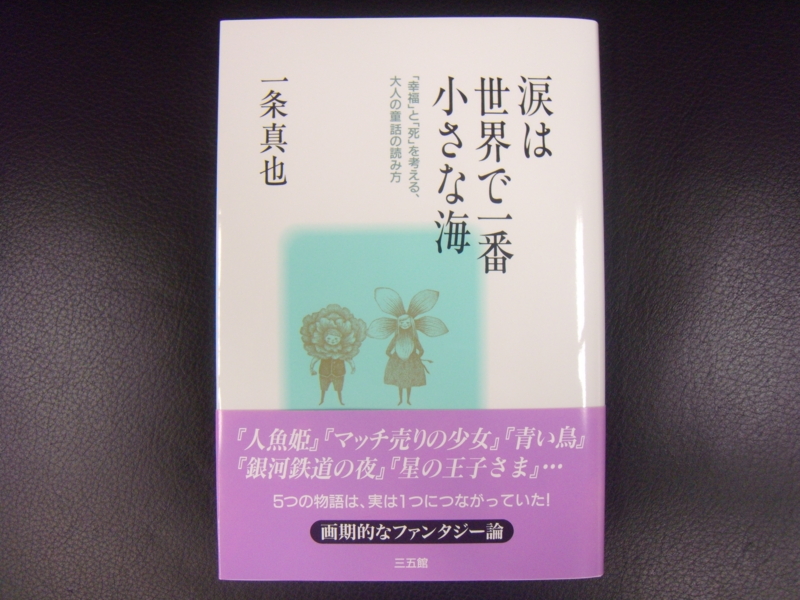 涙は
世界で一番
小さな海
「幸福」と「死」を考える、
大人の童話の読み方
一条真也
『人魚姫』『マッチ売りの少女』『青い鳥』
『銀河鉄道の夜』『星の王子さま』…
5つの物語は、実は1つにつながっていた!
画期的なファンタジー論
三五館